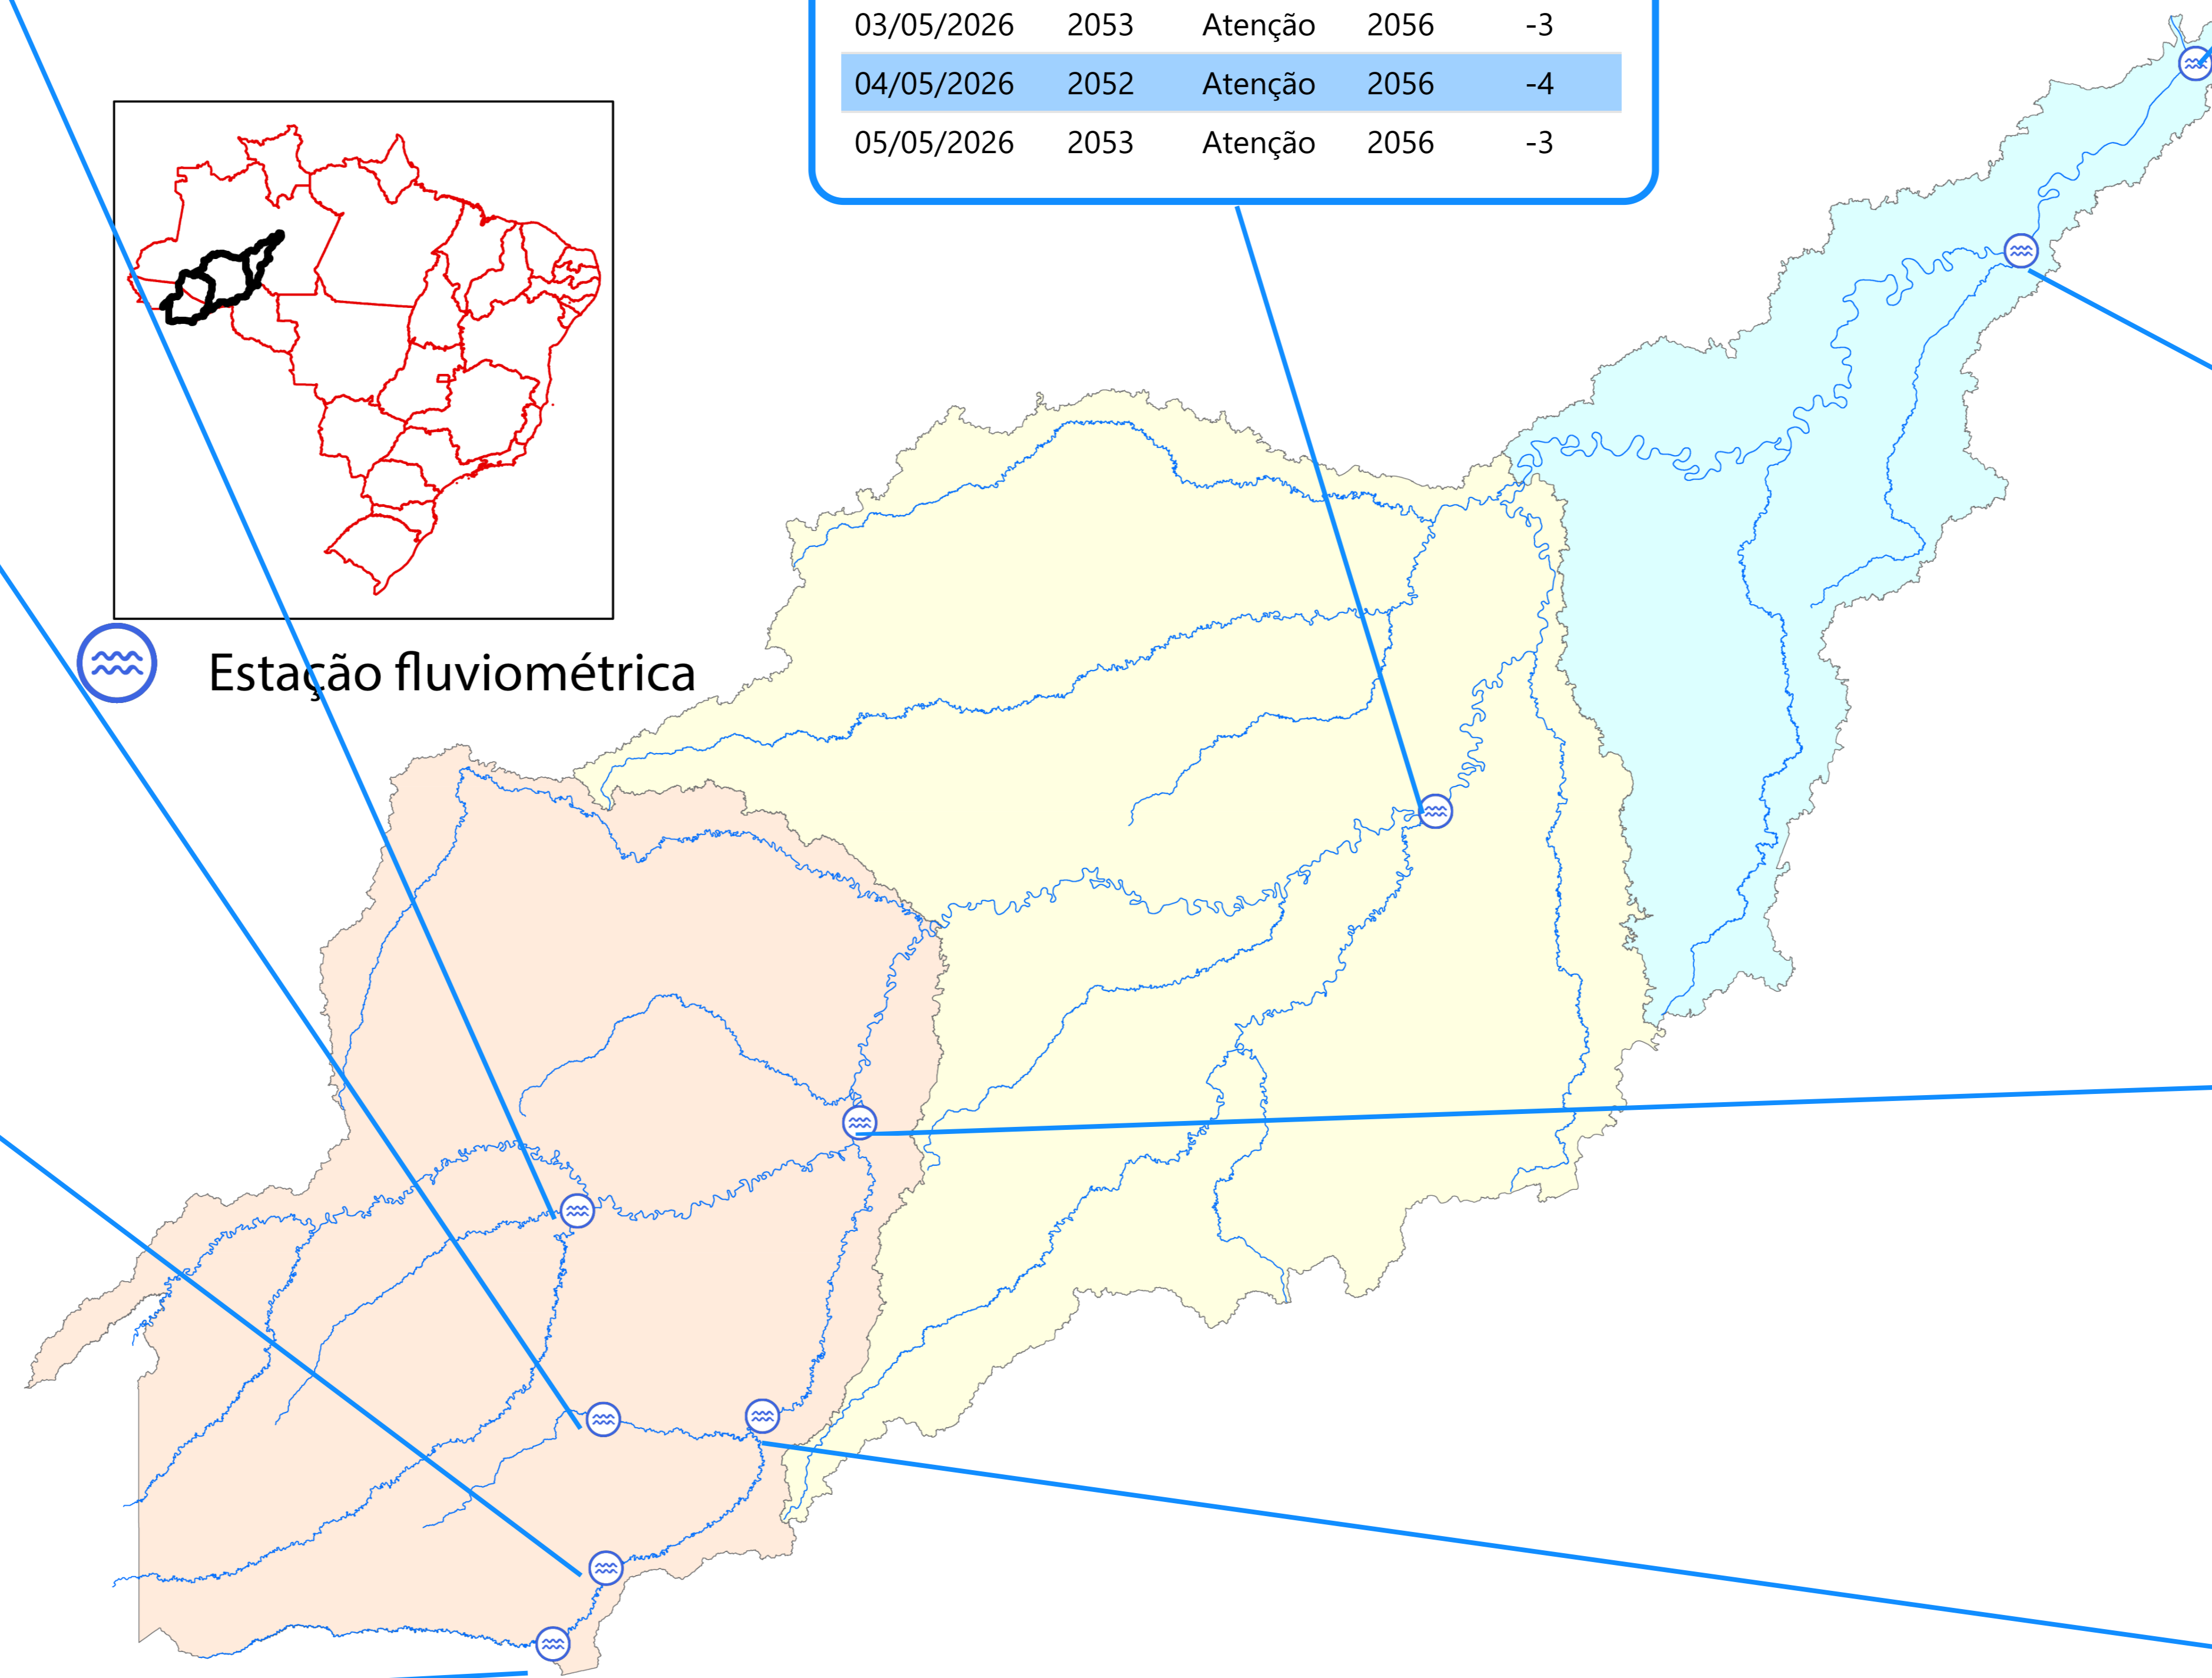 03/05/2026 2053 Atenção 2056 -3
04/05/2026 2052 Atenção 2056 -4
05/05/2026 2053 Atenção 2056 -3
Estação fluviométrica